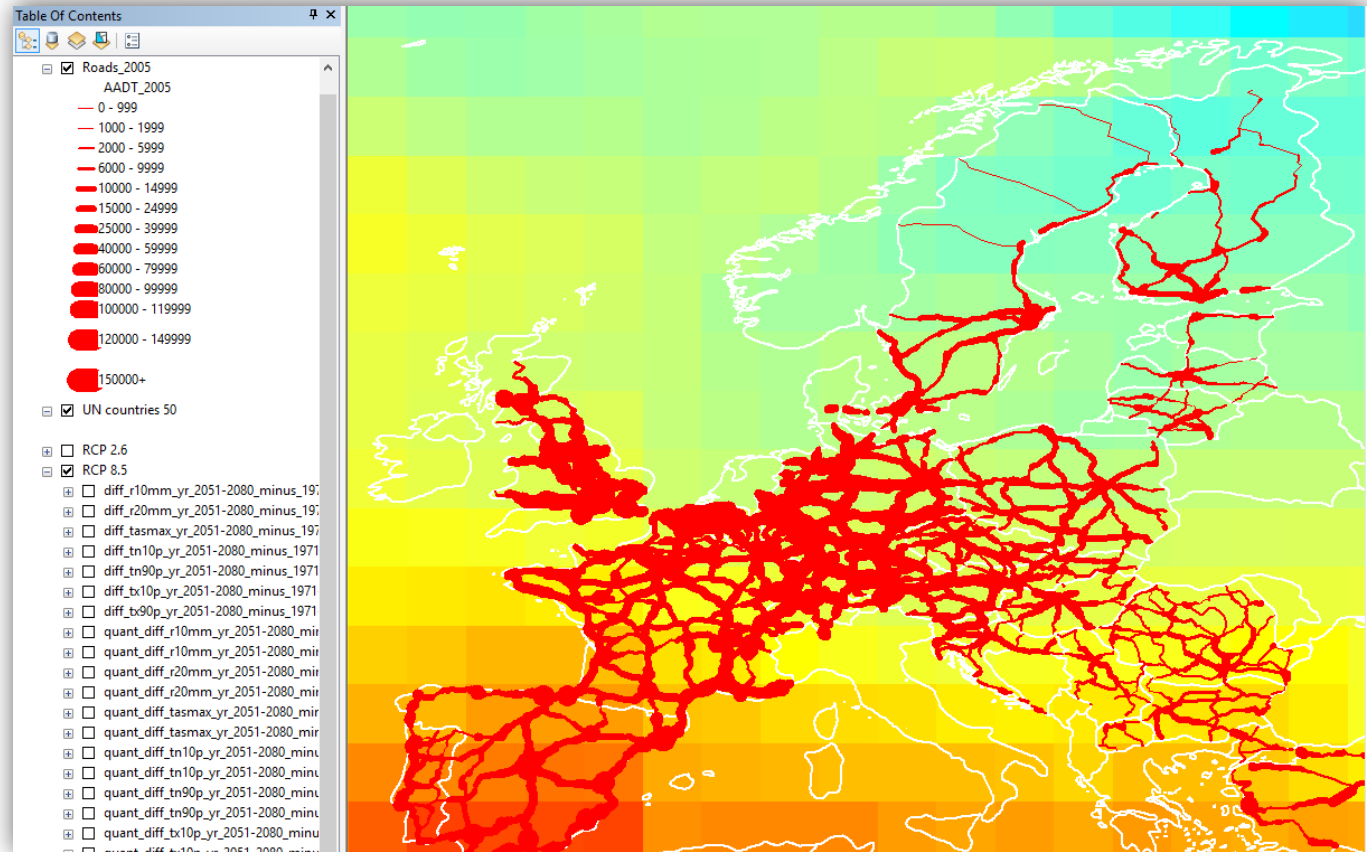 Table Of Contents
Roads_2005
AADT_2005
0 - 999
1000 - 1999
2000 - 5999
6000 - 9999
10000 - 14999
15000 - 24999
25000 - 39999
40000 - 59999
60000 - 79999
80000 - 99999
100000 - 119999
120000 - 149999
150000+
UN countries 50
RCP 2.6
RCP 8.5
diff_r10mm_yr_2051-2080_minus_197
diff_r20mm_yr_2051-2080_minus_197
diff_tasmax_yr_2051-2080_minus_197
diff_tn10p_yr_2051-2080_minus_1971
diff_tn90p_yr_2051-2080_minus_1971
diff_tx10p_yr_2051-2080_minus_1971
diff_tx90p_yr_2051-2080_minus_1971
quant_diff_r10mm_yr_2051-2080_mir
quant_diff_r10mm_yr_2051-2080_mir
quant_diff_r20mm_yr_2051-2080_mir
quant_diff_r20mm_yr_2051-2080_mir
quant_diff_tasmax_yr_2051-2080_mir
quant_diff_tasmax_yr_2051-2080_mir
quant_diff_tn10p_yr_2051-2080_minu
quant_diff_tn10p_yr_2051-2080_minu
quant_diff_tn90p_yr_2051-2080_minu
quant_diff_tn90p_yr_2051-2080_minu
quant_diff_tx10p_yr_2051-2080_minu